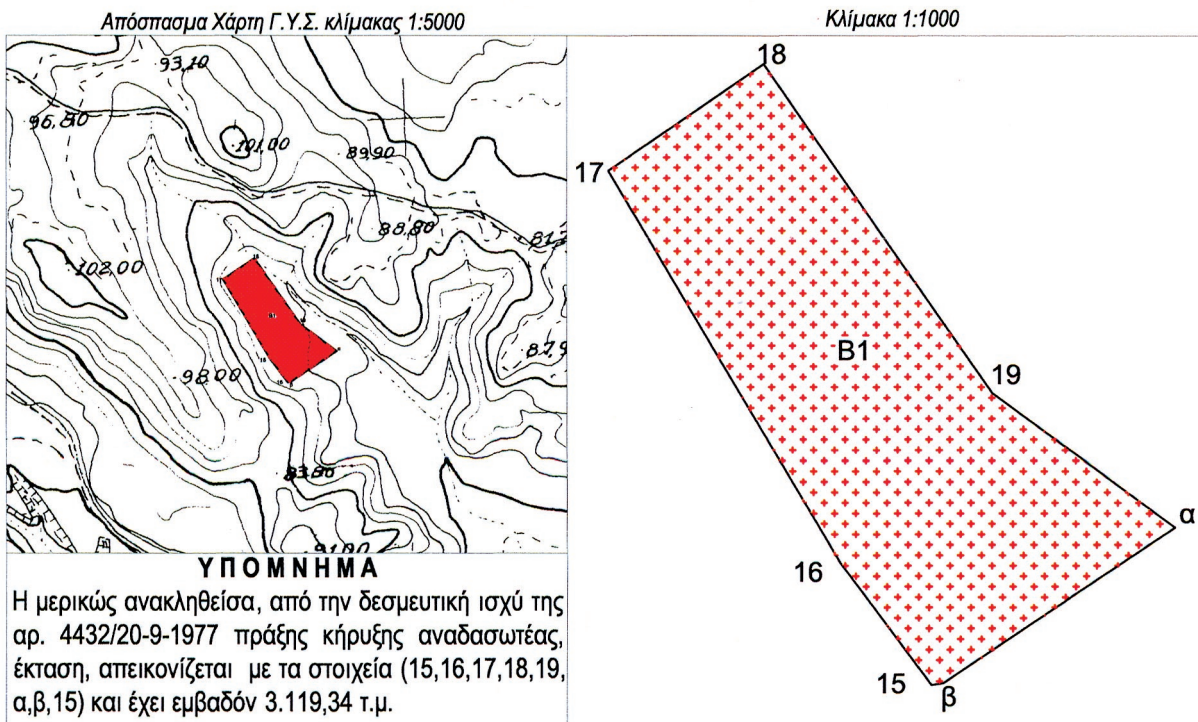 Απόσπασμα Χάρτη Γ.Υ.Σ. κλίμακας 1:5000
Κλίμακα 1:1000
93,10
96,80
101,00
89,90
88,80
102,00
98,00
83,80
91,00
18
17
B1
19
α
16
15
β
ΥΠΟΜΝΗΜΑ
Η μερικώς ανακληθείσα, από την δεσμευτική ισχύ της
αρ. 4432/20-9-1977 πράξης κήρυξης αναδασωτέας,
έκταση, απεικονίζεται με τα στοιχεία (15,16,17,18,19,
α,β,15) και έχει εμβαδόν 3.119,34 τ.μ.